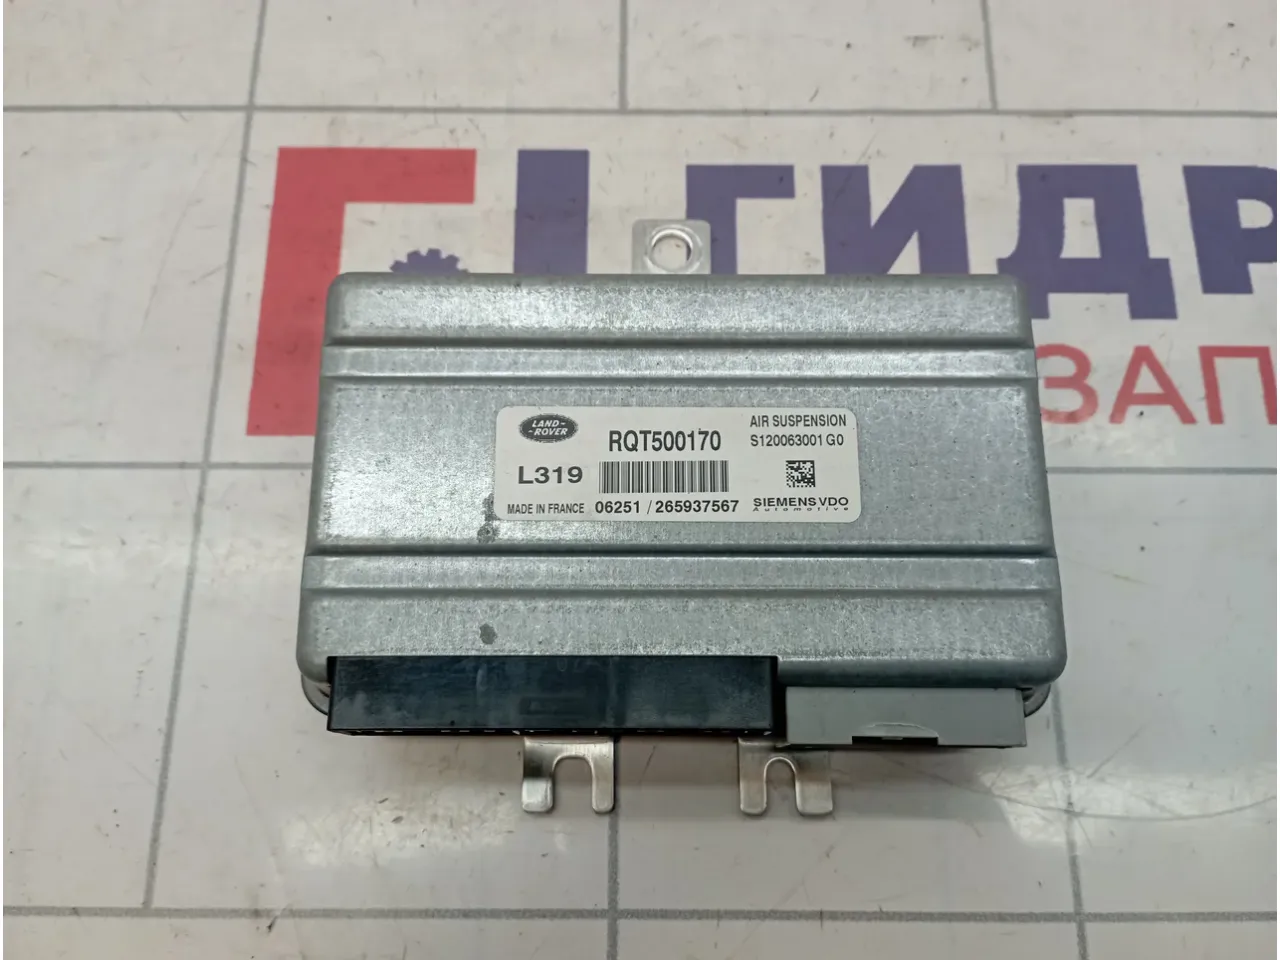 ГИДР
ЗАП
LAND-
-ROVER
RQT500170
AIR SUSPENSION
S120063001 G0
L319
MADE IN FRANCE
06251 / 265937567
SIEMENS VDO
Automotive